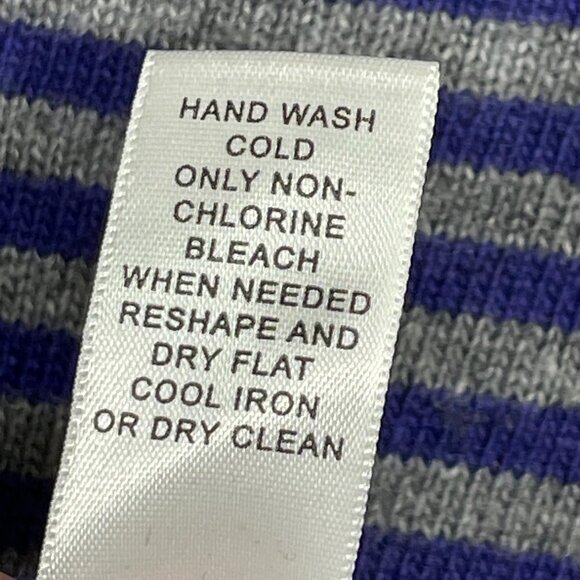 HAND WASH
COLD
ONLY NON-
CHLORINE
BLEACH
WHEN NEEDED
RESHAPE AND
DRY FLAT
COOL IRON
OR DRY CLEAN